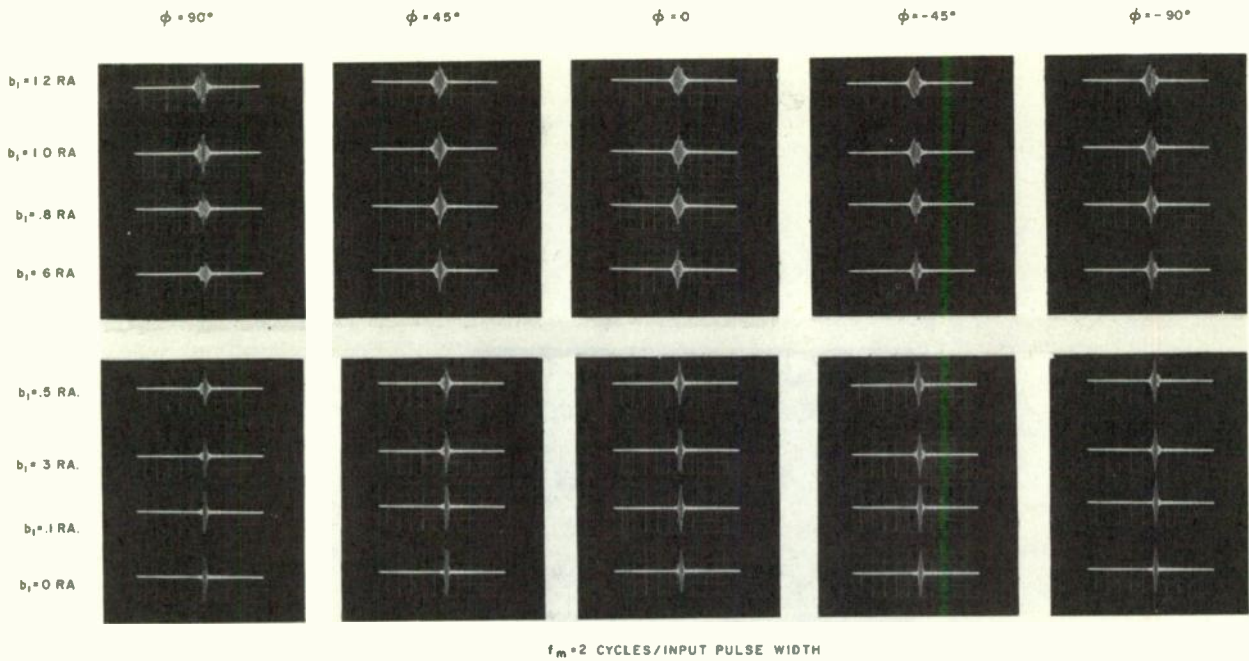 ϕ = 90° ϕ = 45° ϕ = 0 ϕ = -45° ϕ = - 90°
b₁ = 1 2 RA
b₁ = 1 0 RA
b₁ = .8 RA
b₁ = 6 RA
b₁ = .5 RA.
b₁ = 3 RA.
b₁ = .1 RA.
b₁ = 0 RA
fm = 2 CYCLES/INPUT PULSE WIDTH